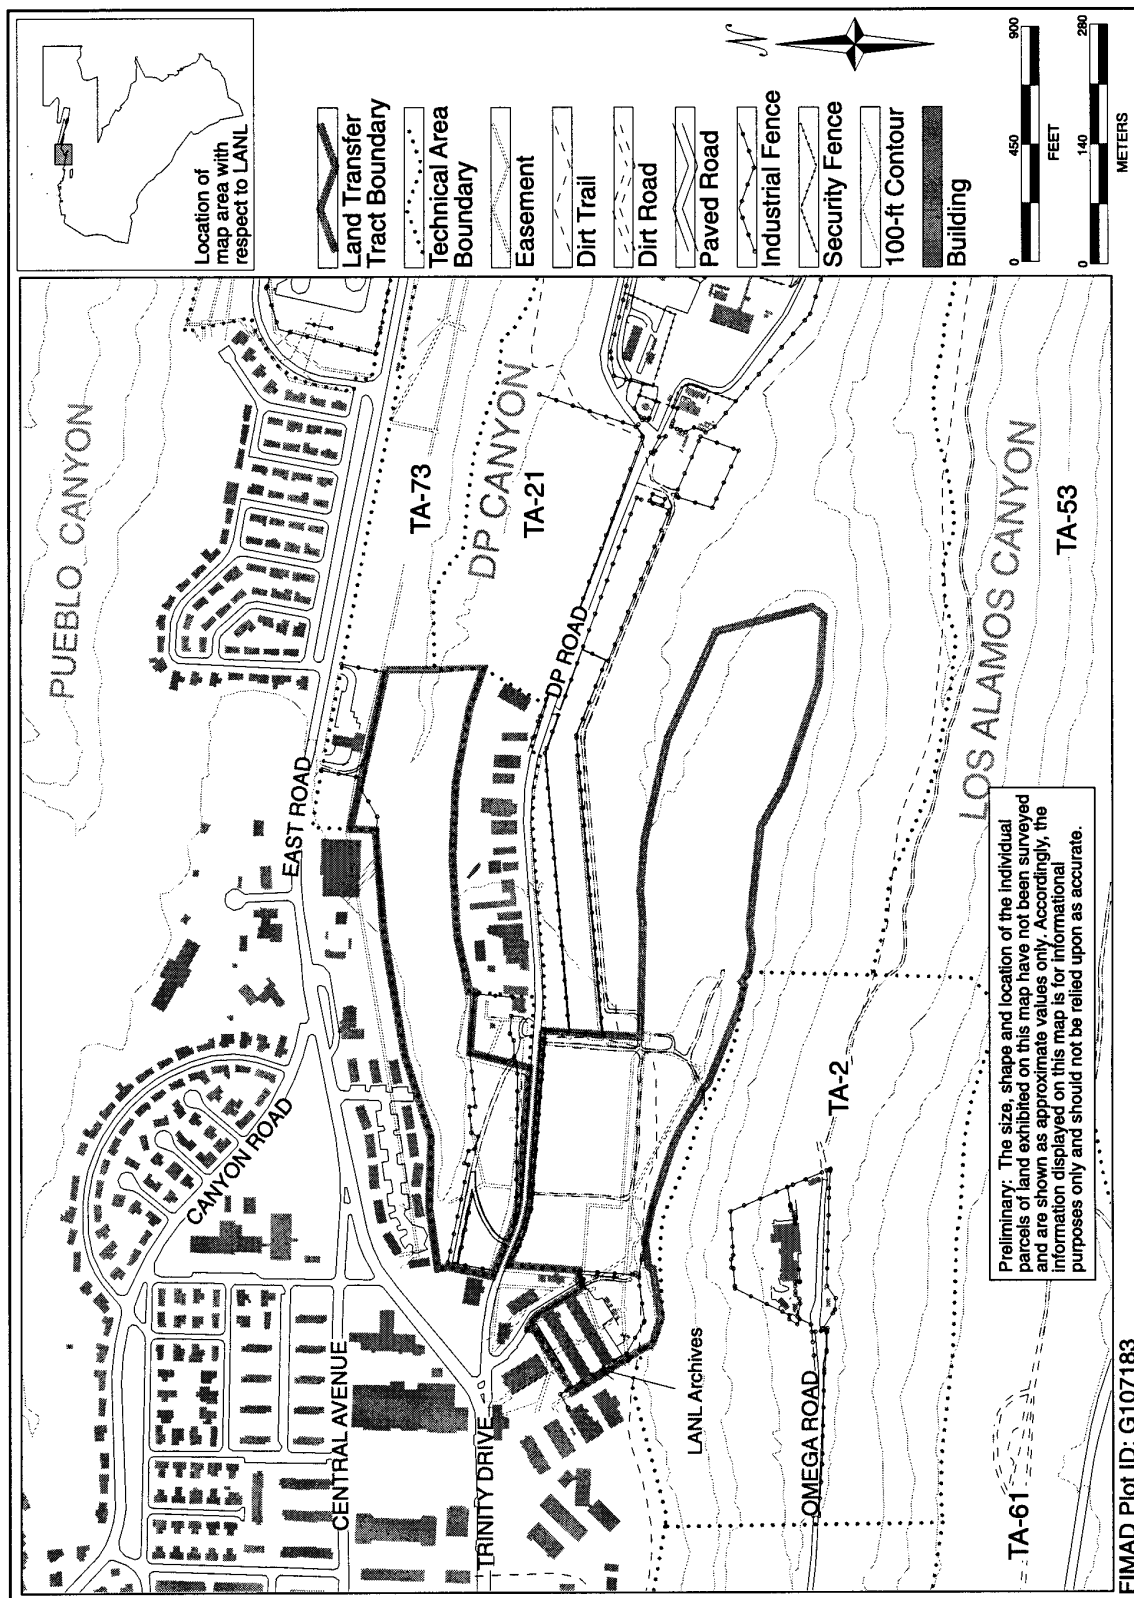 PUEBLO CANYON
CANYON ROAD
EAST ROAD
CENTRAL AVENUE
TRINITY DRIVE
TA-73
DP CANYON
TA-21
DP ROAD
LANL Archives
OMEGA ROAD
TA-2
LOS ALAMOS CANYON
TA-53
TA-61
Preliminary: The size, shape and location of the individual
parcels of land exhibited on this map have not been surveyed
and are shown as approximate values only. Accordingly, the
information displayed on this map is for informational
purposes only and should not be relied upon as accurate.
FIMAD Plot ID: G107183
Location of
map area with
respect to LANL
Land Transfer
Tract Boundary
Technical Area
Boundary
Easement
Dirt Trail
Dirt Road
Paved Road
Industrial Fence
Security Fence
100-ft Contour
Building
N
0 450 900
FEET
0 140 280
METERS